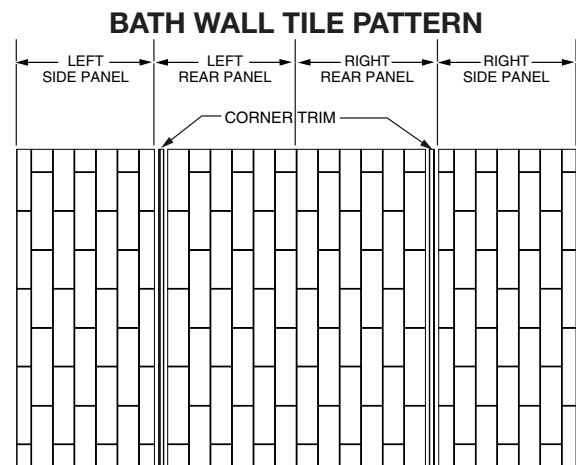 BATH WALL TILE PATTERN
LEFT
SIDE PANEL
LEFT
REAR PANEL
RIGHT
REAR PANEL
RIGHT
SIDE PANEL
CORNER TRIM